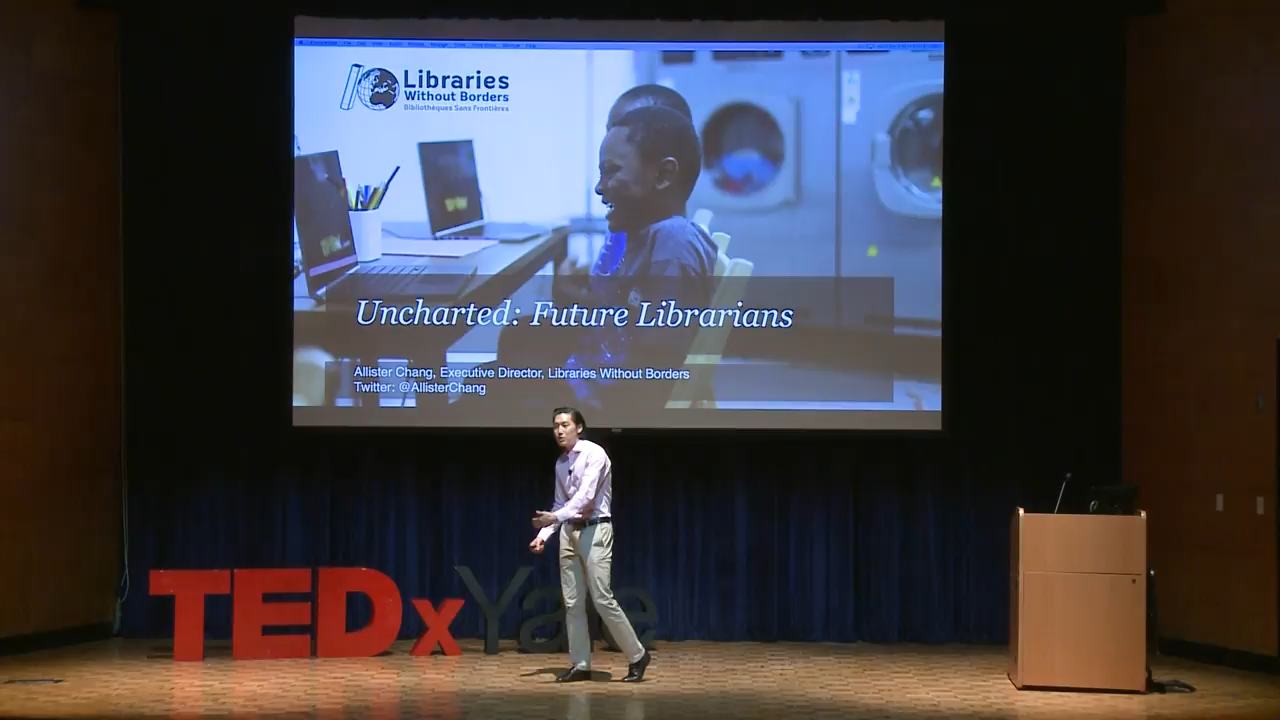 Libraries
Without Borders
Bibliothèques Sans Frontières
Uncharted: Future Librarians
Allister Chang, Executive Director, Libraries Without Borders
Twitter: @AllisterChang
TEDxYale